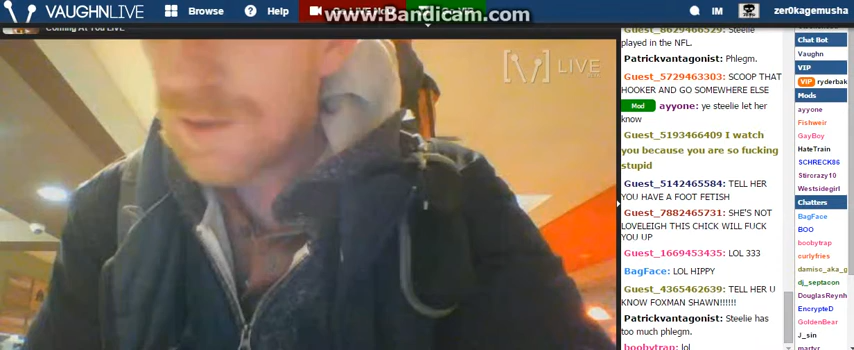 www.Bandicam.com
VAUGHNLIVE
Browse
Help
IM
zer0kagemusha
Coming At You LIVE
LIVE
Guest_8629466529: Steelie
played in the NFL.
Patrickvantagonist: Phlegm.
Guest_5729463303: SCOOP THAT
HOOKER AND GO SOMEWHERE ELSE
Mod ayyone: ye steelie let her
know
Guest_5193466409 I watch
you because you are so fucking
stupid
Guest_5142465584: TELL HER
YOU HAVE A FOOT FETISH
Guest_7882465731: SHE'S NOT
LOVELEIGH THIS CHICK WILL FUCK
YOU UP
Guest_1669453435: LOL 333
BagFace: LOL HIPPY
Guest_4365462639: TELL HER U
KNOW FOXMAN SHAWN!!!!!!
Patrickvantagonist: Steelie has
too much phlegm.
boobytrap: lol
Chat Bot
Vaughn
VIP
VIP ryderbak
Mods
ayyone
Fishweir
GayBoy
HateTrain
SCHRECK86
Stircrazy10
Westsidegirl
Chatters
BagFace
BOO
boobytrap
curlyfries
damisc_aka_g
dj_septacon
DouglasReynh
EncrypteD
GoldenBear
J_sin
martyr